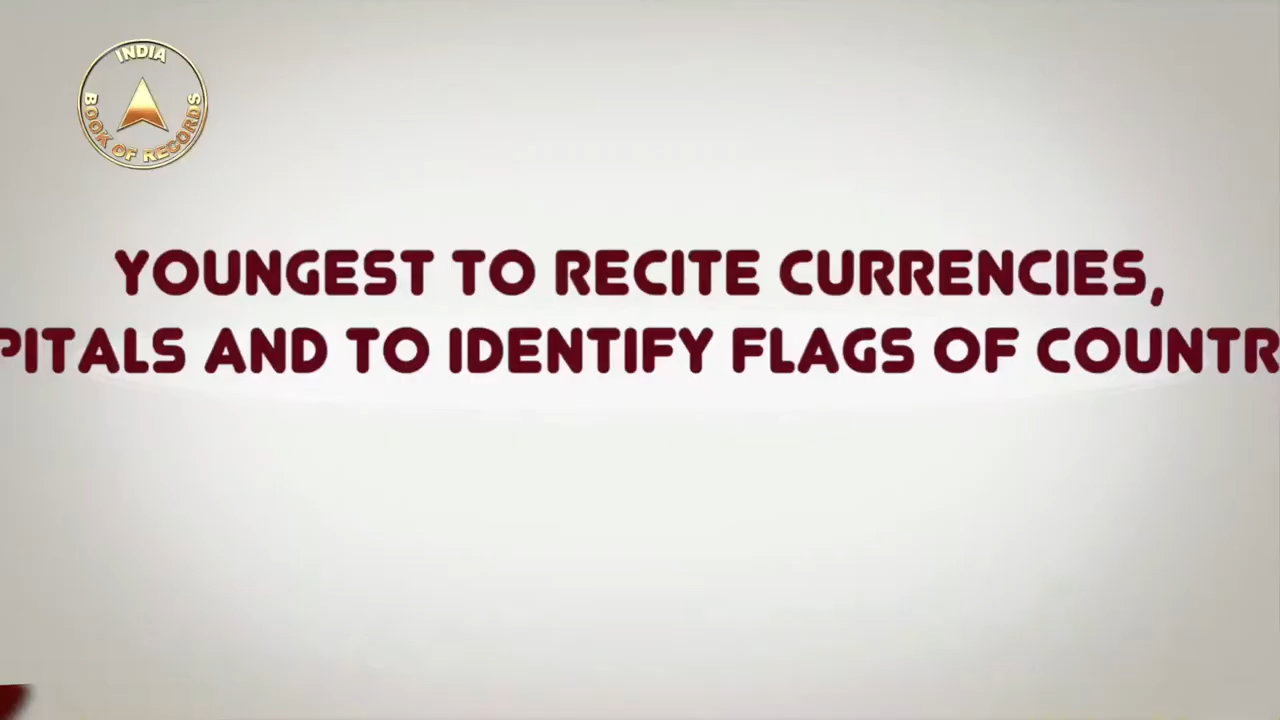 INDIA
BOOK OF RECORDS
YOUNGEST TO RECITE CURRENCIES,
PITALS AND TO IDENTIFY FLAGS OF COUNTR